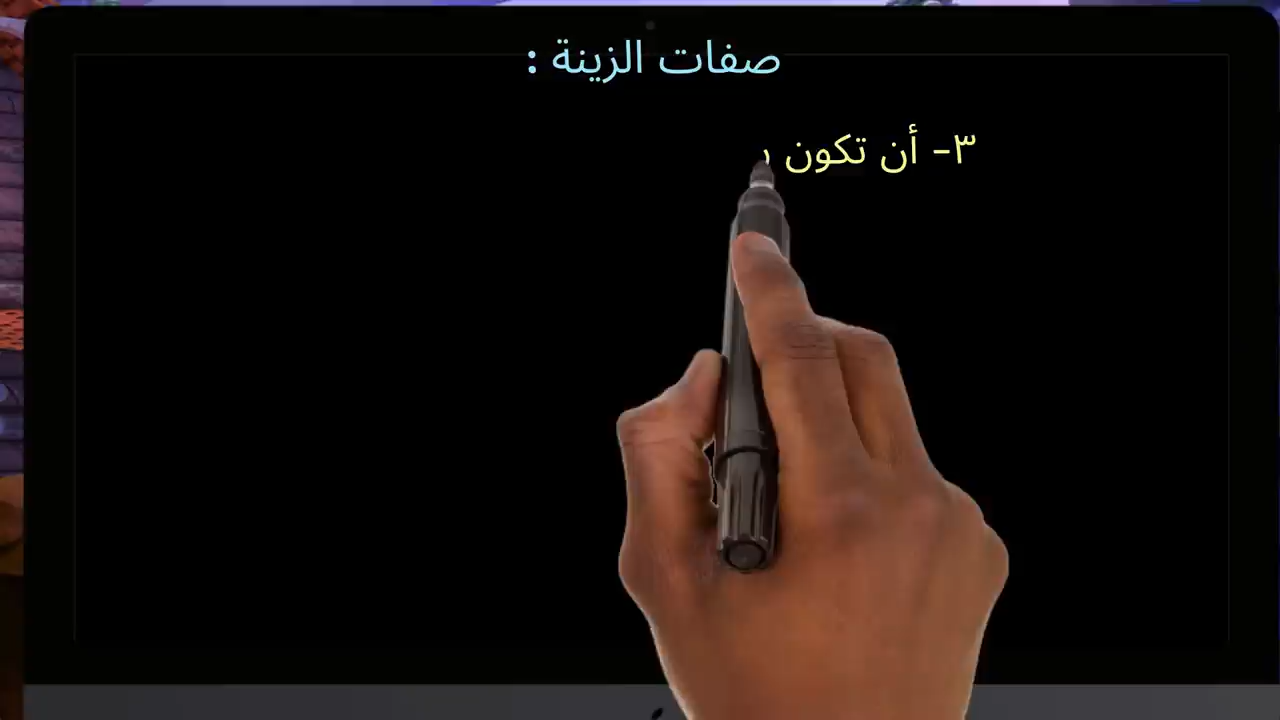 صفات الزينة :
٣- أن تكون